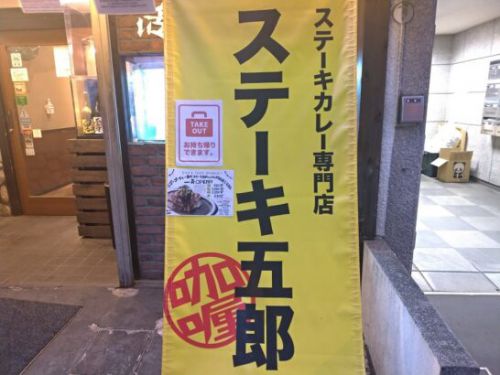 ステーキカレー専門店
ステーキ五郎
TAKE
OUT
お持ち帰り
できます。
咖
喱